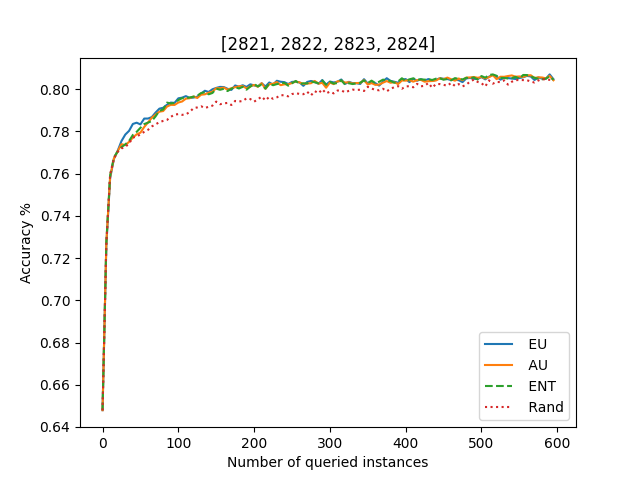 [2821, 2822, 2823, 2824]
Accuracy %
0.80
0.78
0.76
0.74
0.72
0.70
0.68
0.66
0.64
EU
AU
ENT
Rand
0 100 200 300 400 500 600
Number of queried instances